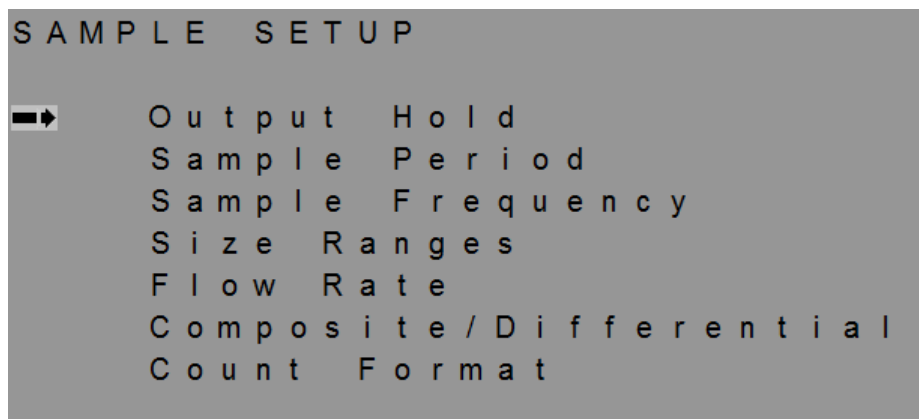 SAMPLE SETUP
Output Hold
Sample Period
Sample Frequency
Size Ranges
Flow Rate
Composite/Differential
Count Format